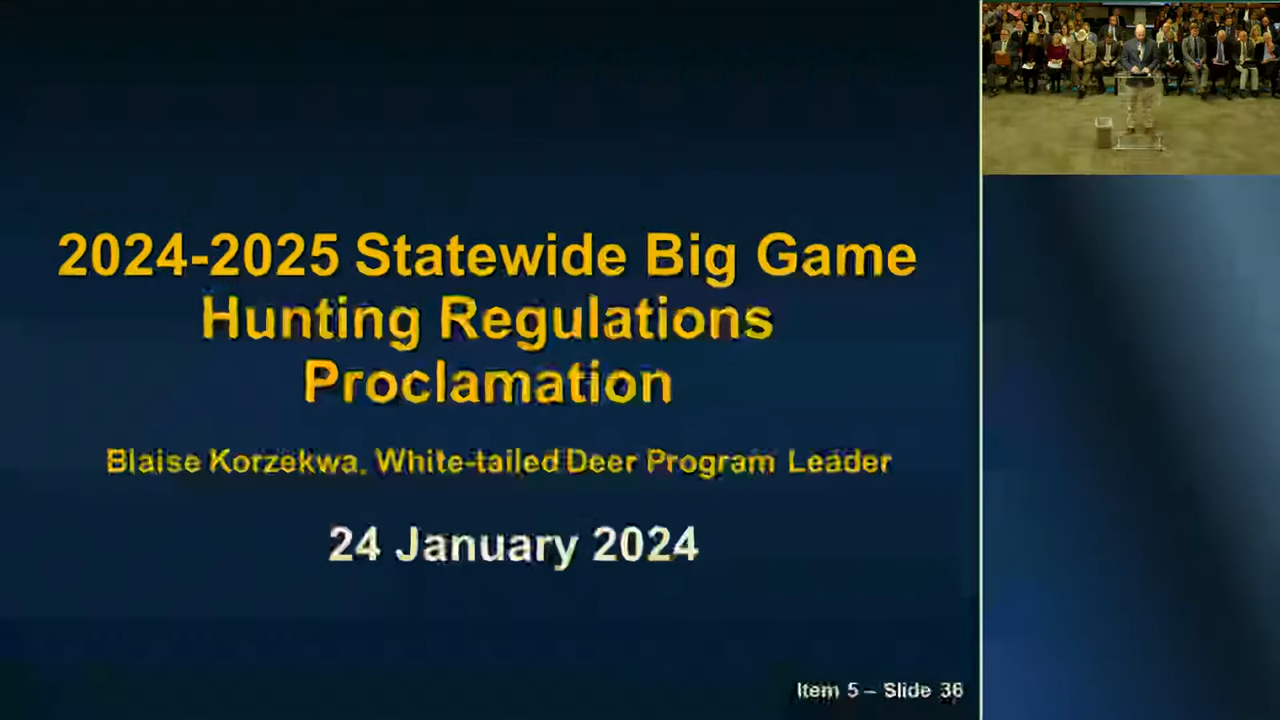 2024-2025 Statewide Big Game
Hunting Regulations
Proclamation
Blaise Korzekwa, White-tailed Deer Program Leader
24 January 2024
Item 5 – Slide 36